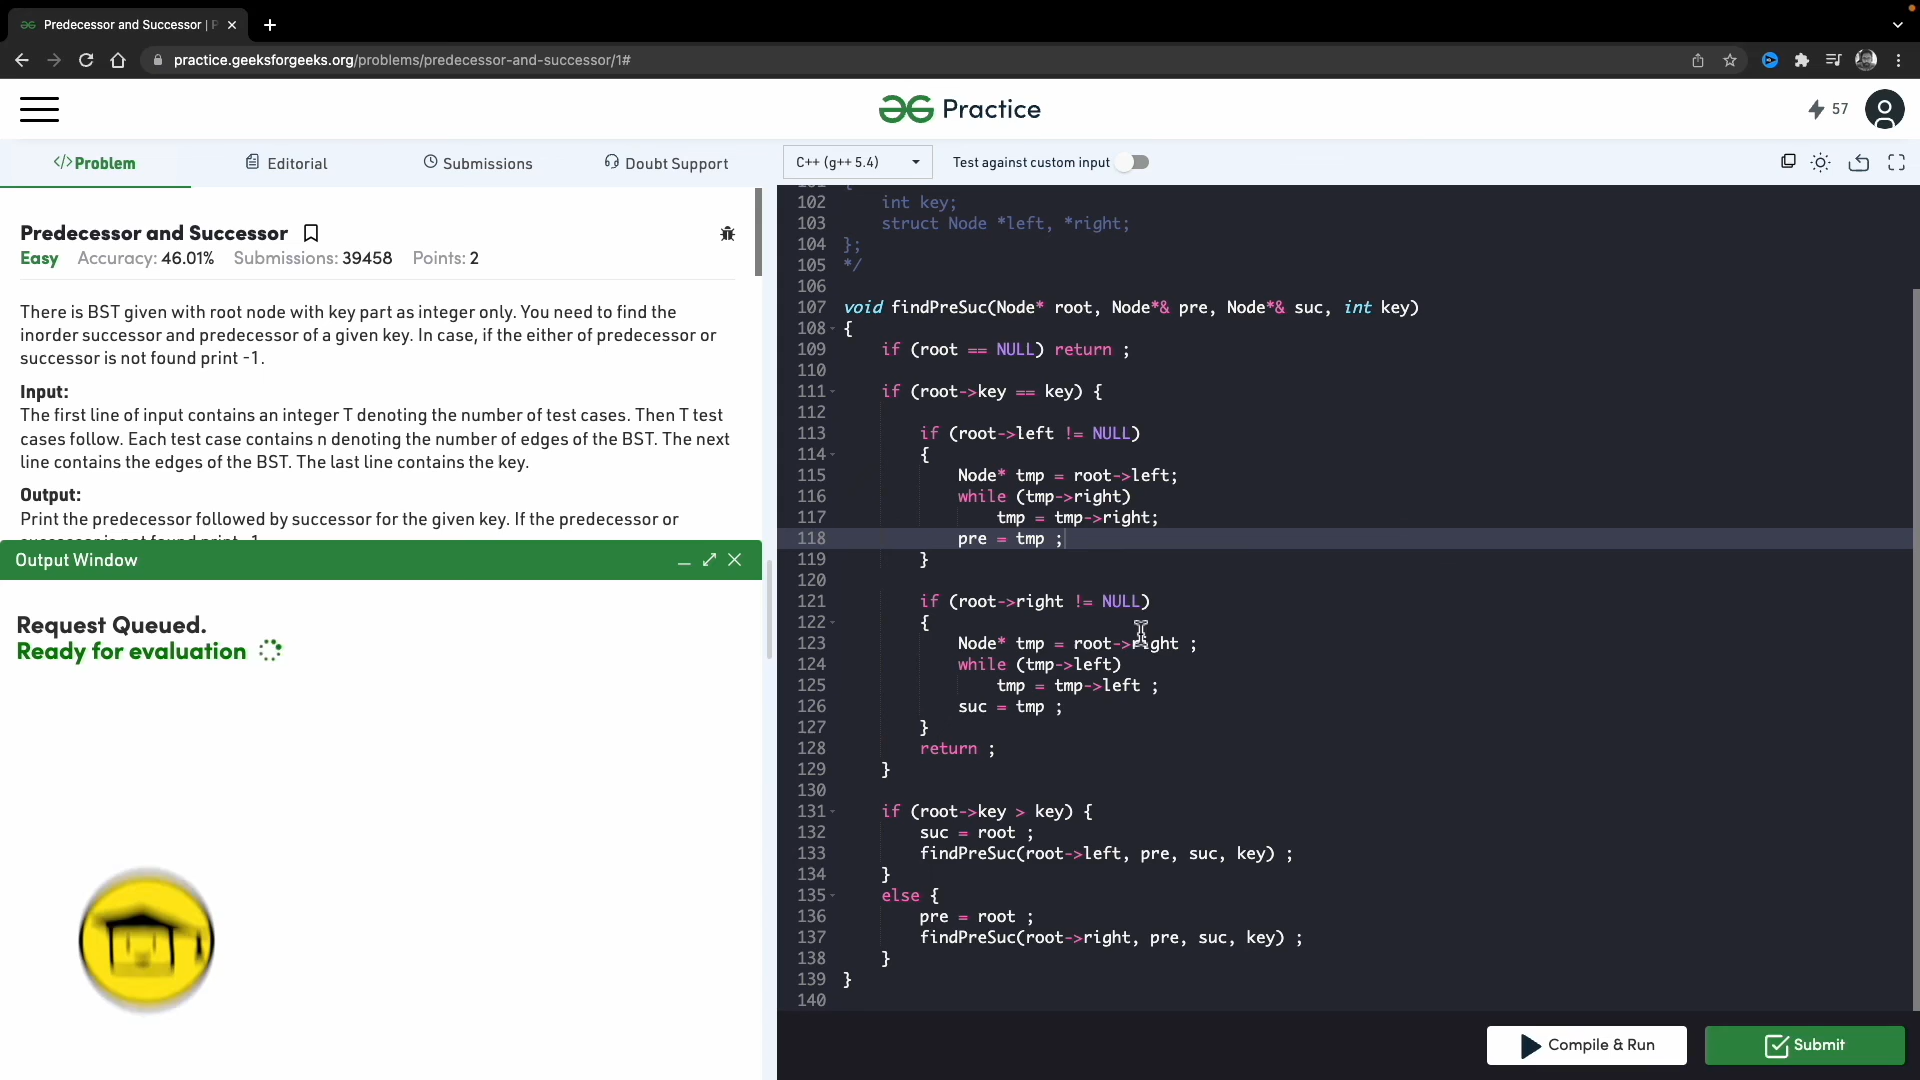 Predecessor and Successor | P
practice.geeksforgeeks.org/problems/predecessor-and-successor/1#
Practice
57
</>Problem
Editorial
Submissions
Doubt Support
C++ (g++ 5.4)
Test against custom input
Predecessor and Successor
Easy Accuracy: 46.01% Submissions: 39458 Points: 2
There is BST given with root node with key part as integer only. You need to find the
inorder successor and predecessor of a given key. In case, if the either of predecessor or
successor is not found print -1.
Input:
The first line of input contains an integer T denoting the number of test cases. Then T test
cases follow. Each test case contains n denoting the number of edges of the BST. The next
line contains the edges of the BST. The last line contains the key.
Output:
Print the predecessor followed by successor for the given key. If the predecessor or
successor is not found print -1.
Output Window
Request Queued.
Ready for evaluation
101 {
102     int key;
103     struct Node *left, *right;
104 };
105 */
106
107 void findPreSuc(Node* root, Node*& pre, Node*& suc, int key)
108 {
109     if (root == NULL) return ;
110
111     if (root->key == key) {
112
113         if (root->left != NULL)
114         {
115             Node* tmp = root->left;
116             while (tmp->right)
117                 tmp = tmp->right;
118             pre = tmp ;
119         }
120
121         if (root->right != NULL)
122         {
123             Node* tmp = root->right ;
124             while (tmp->left)
125                 tmp = tmp->left ;
126             suc = tmp ;
127         }
128         return ;
129     }
130
131     if (root->key > key) {
132         suc = root ;
133         findPreSuc(root->left, pre, suc, key) ;
134     }
135     else {
136         pre = root ;
137         findPreSuc(root->right, pre, suc, key) ;
138     }
139 }
140
Compile & Run
Submit